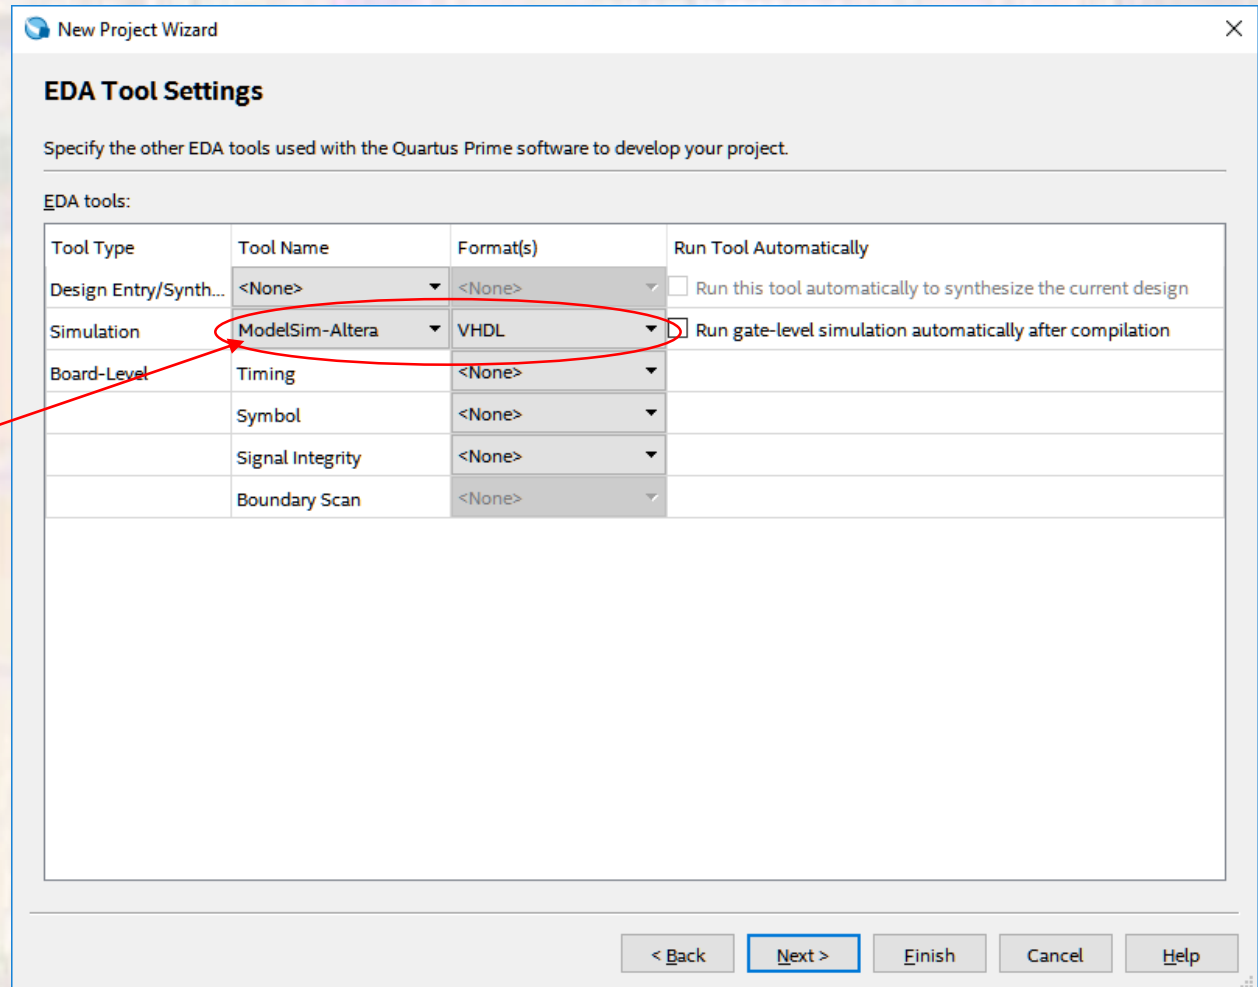 New Project Wizard
EDA Tool Settings
Specify the other EDA tools used with the Quartus Prime software to develop your project.
EDA tools:
Tool Type Tool Name Format(s) Run Tool Automatically
Design Entry/Synth... <None> <None> Run this tool automatically to synthesize the current design
Simulation ModelSim-Altera VHDL Run gate-level simulation automatically after compilation
Board-Level Timing <None>
Symbol <None>
Signal Integrity <None>
Boundary Scan <None>
< Back Next > Finish Cancel Help